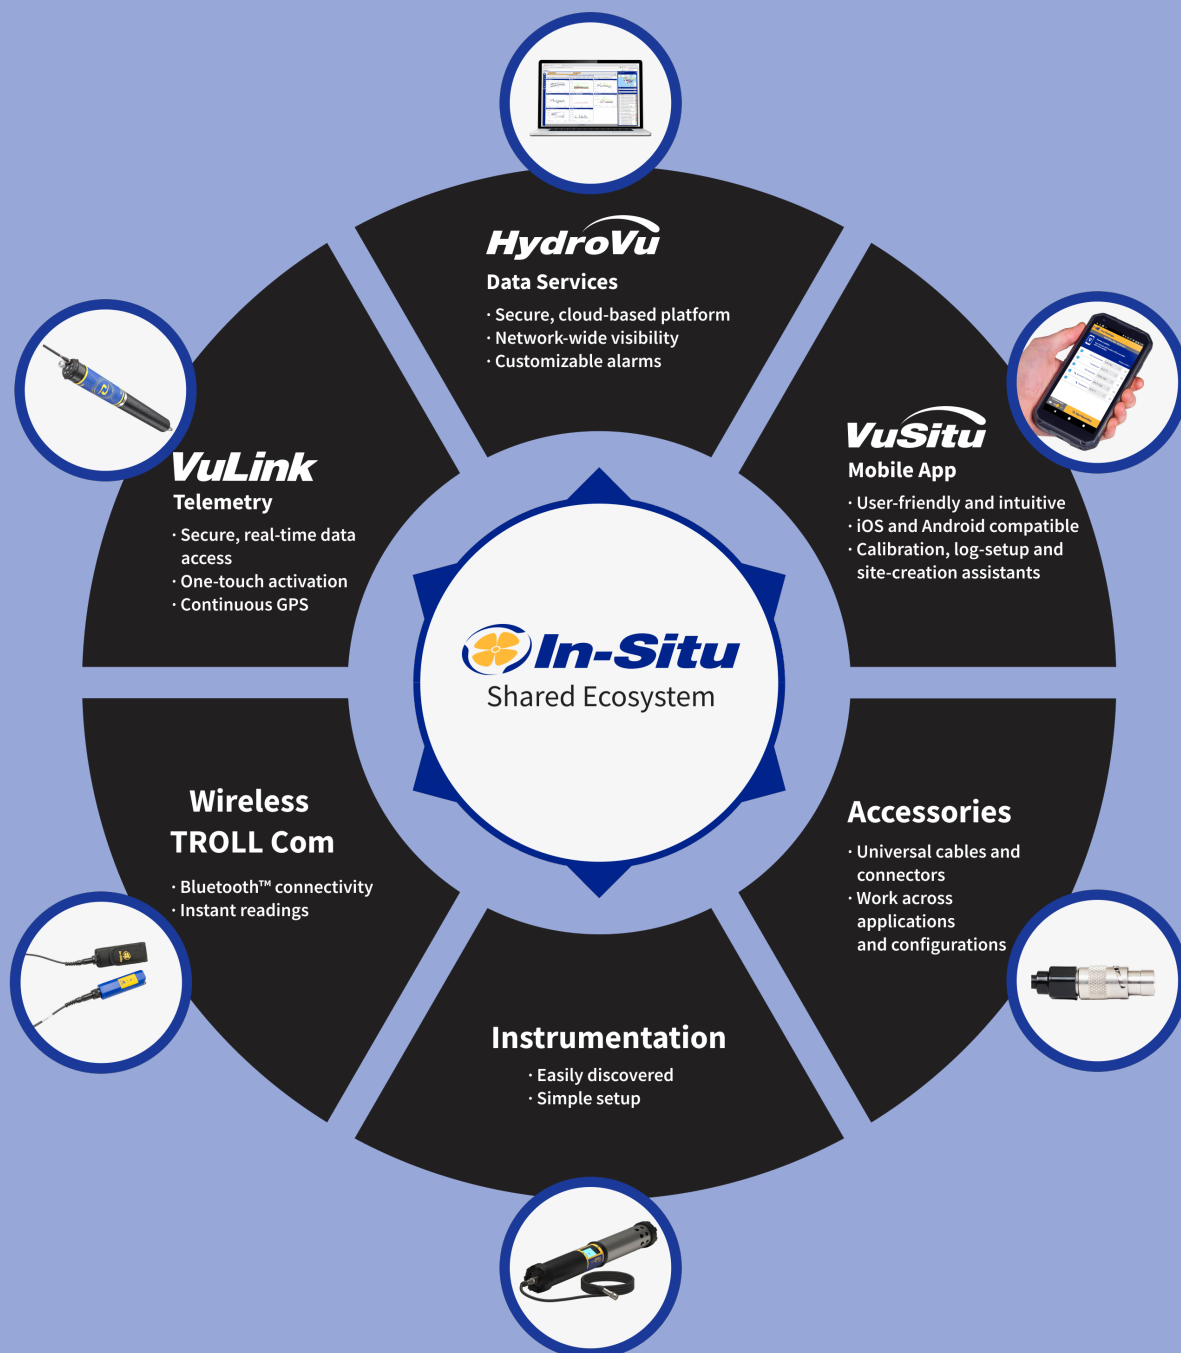 HydroVu
Data Services
· Secure, cloud-based platform
· Network-wide visibility
· Customizable alarms
VuSitu
Mobile App
· User-friendly and intuitive
· iOS and Android compatible
· Calibration, log-setup and
site-creation assistants
VuLink
Telemetry
· Secure, real-time data
access
· One-touch activation
· Continuous GPS
In-Situ
Shared Ecosystem
Wireless
TROLL Com
· Bluetooth™ connectivity
· Instant readings
Accessories
· Universal cables and
connectors
· Work across
applications
and configurations
Instrumentation
· Easily discovered
· Simple setup